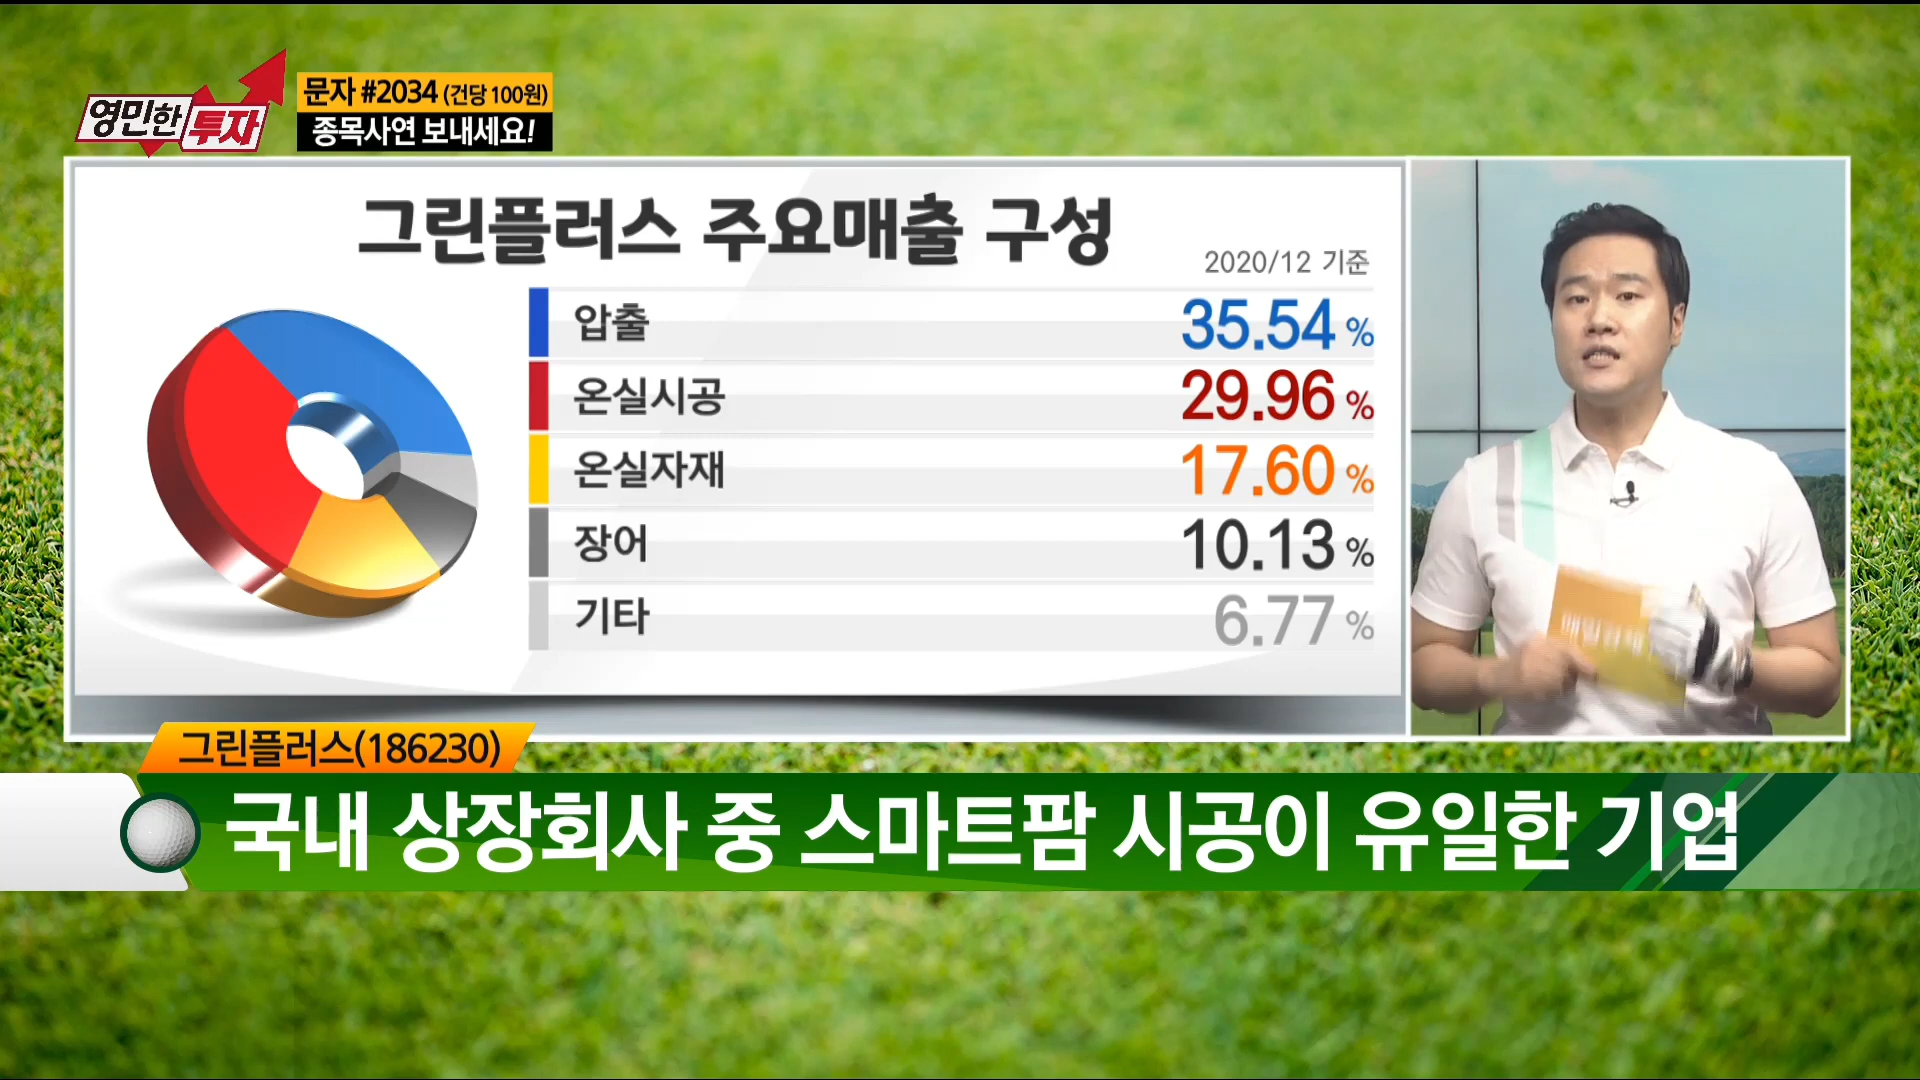 영민한 투자
문자 #2034 (건당 100원)
종목사연 보내세요!
그린플러스 주요매출 구성
2020/12 기준
압출 35.54 %
온실시공 29.96 %
온실자재 17.60 %
장어 10.13 %
기타 6.77 %
그린플러스(186230)
국내 상장회사 중 스마트팜 시공이 유일한 기업